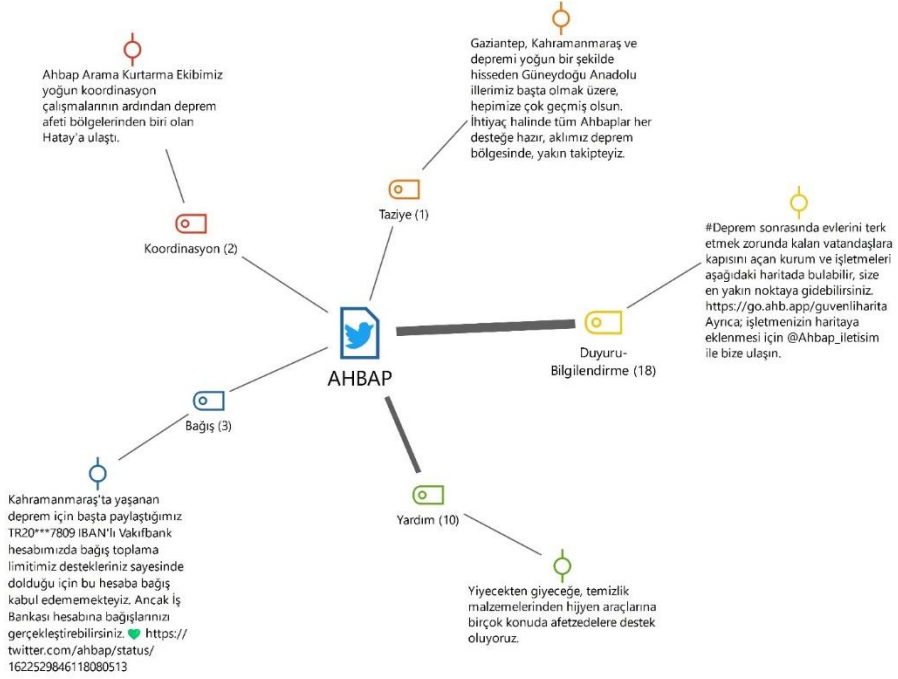 Ahbap Arama Kurtarma Ekibimiz
yoğun koordinasyon
çalışmalarının ardından deprem
afeti bölgelerinden biri olan
Hatay'a ulaştı.
Koordinasyon (2)
Gaziantep, Kahramanmaraş ve
depremi yoğun bir şekilde
hisseden Güneydoğu Anadolu
illerimiz başta olmak üzere,
hepimize çok geçmiş olsun.
İhtiyaç halinde tüm Ahbaplar her
desteğe hazır, aklımız deprem
bölgesinde, yakın takipteyiz.
Taziye (1)
#Deprem sonrasında evlerini terk
etmek zorunda kalan vatandaşlara
kapısını açan kurum ve işletmeleri
aşağıdaki haritada bulabilir, size
en yakın noktaya gidebilirsiniz.
https://go.ahb.app/guvenliharita
Ayrıca; işletmenizin haritaya
eklenmesi için @Ahbap_iletisim
ile bize ulaşın.
Duyuru-
Bilgilendirme (18)
AHBAP
Bağış (3)
Kahramanmaraş'ta yaşanan
deprem için başta paylaştığımız
TR20***7809 IBAN'lı Vakıfbank
hesabımızda bağış toplama
limitimiz destekleriniz sayesinde
dolduğu için bu hesaba bağış
kabul edememekteyiz. Ancak İş
Bankası hesabına bağışlarınızı
gerçekleştirebilirsiniz. 💚 https://
twitter.com/ahbap/status/
1622529846118080513
Yardım (10)
Yiyecekten giyeceğe, temizlik
malzemelerinden hijyen araçlarına
birçok konuda afetzedelere destek
oluyoruz.